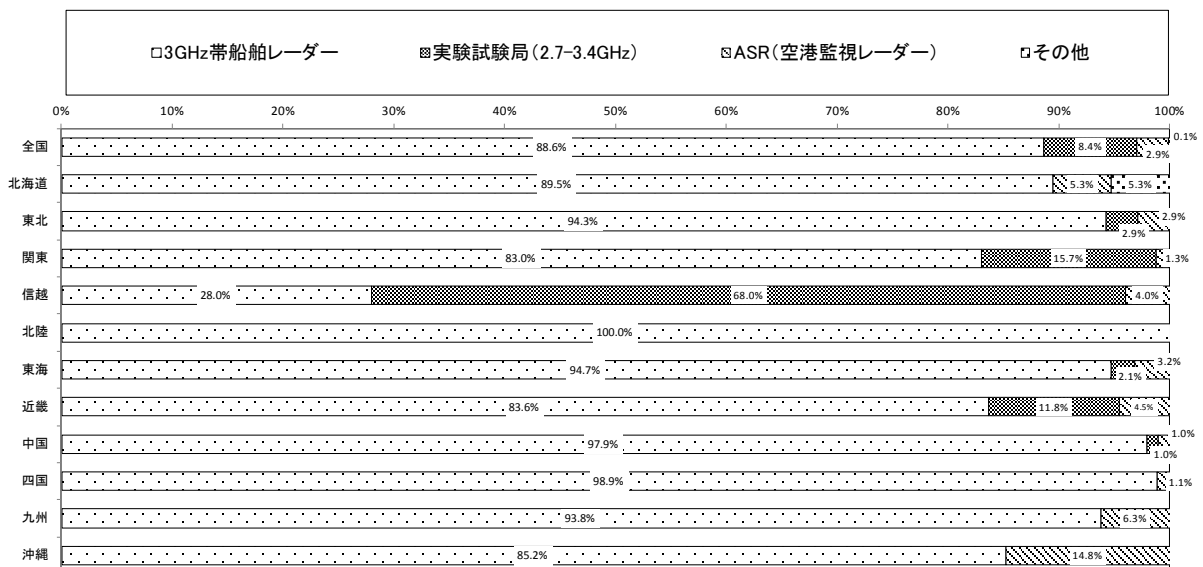 □3GHz帯船舶レーダー ▩実験試験局(2.7-3.4GHz) ▧ASR(空港監視レーダー) ⊡その他
0% 10% 20% 30% 40% 50% 60% 70% 80% 90% 100%
全国 88.6% 8.4% 2.9% 0.1%
北海道 89.5% 5.3% 5.3%
東北 94.3% 2.9% 2.9%
関東 83.0% 15.7% 1.3%
信越 28.0% 68.0% 4.0%
北陸 100.0%
東海 94.7% 2.1% 3.2%
近畿 83.6% 11.8% 4.5%
中国 97.9% 1.0% 1.0%
四国 98.9% 1.1%
九州 93.8% 6.3%
沖縄 85.2% 14.8%